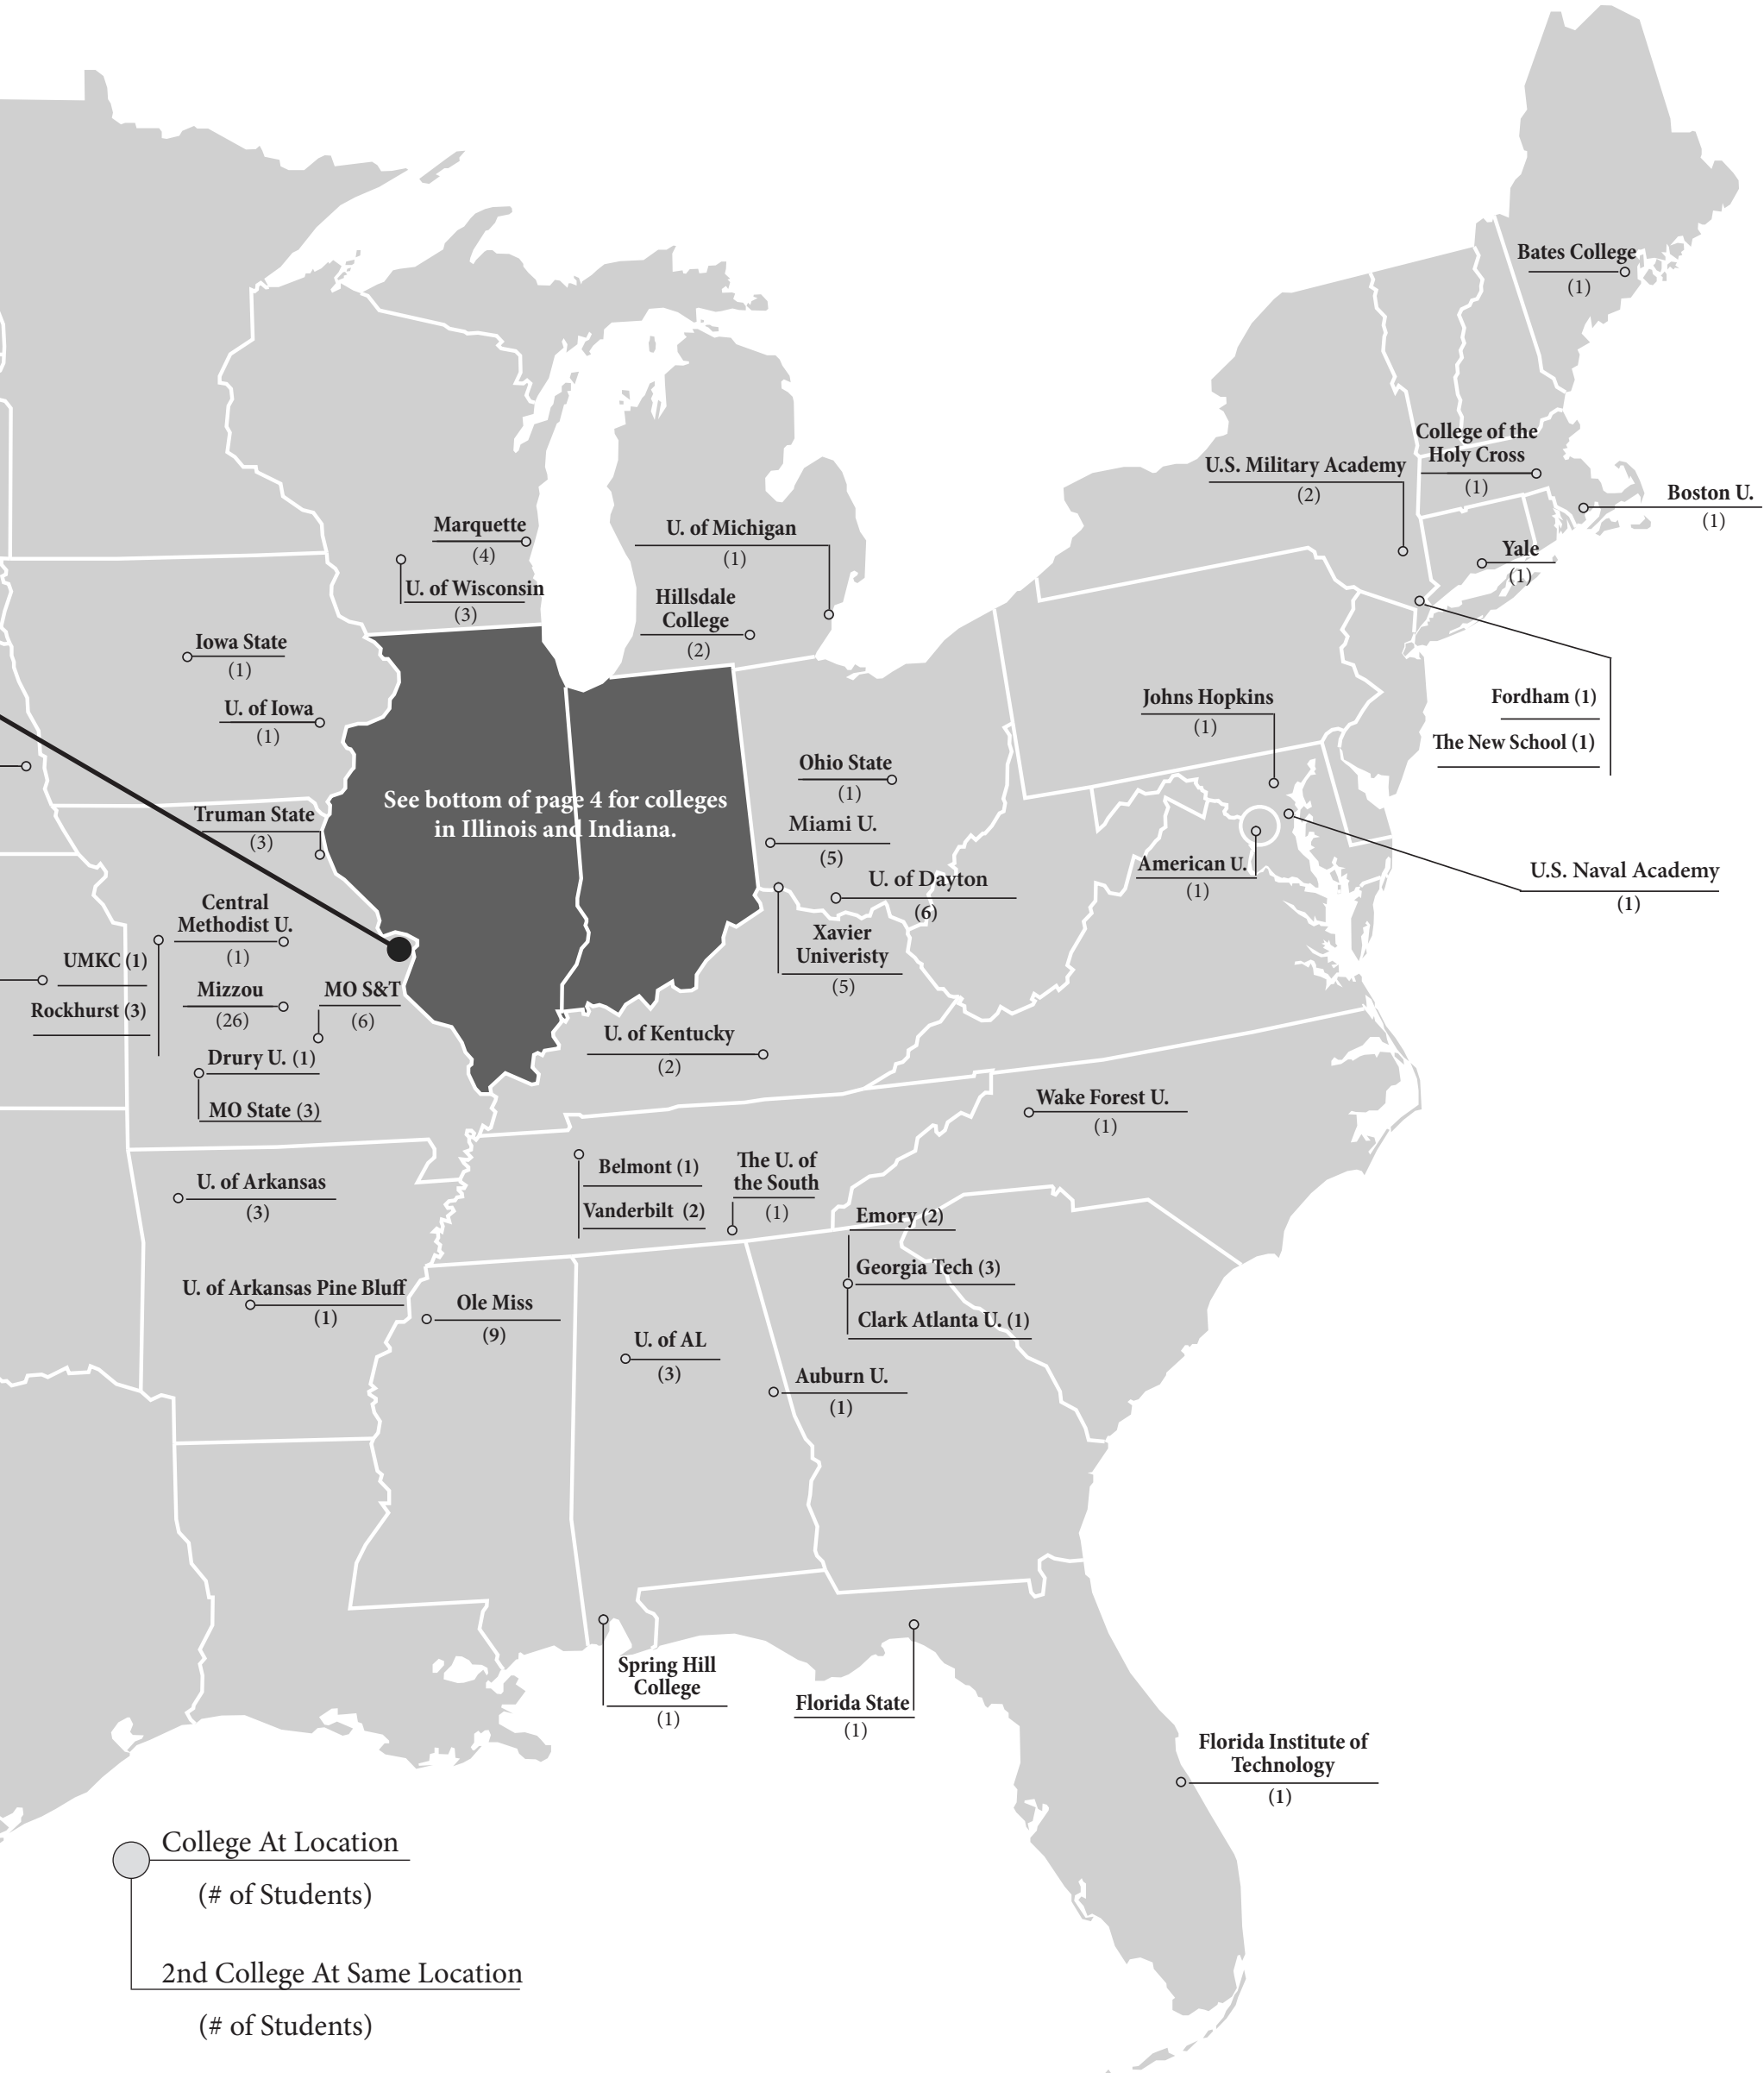 Bates College
(1)
College of the
Holy Cross
(1)
U.S. Military Academy
(2)
Boston U.
(1)
Yale
(1)
Marquette
(4)
U. of Wisconsin
(3)
U. of Michigan
(1)
Hillsdale
College
(2)
Iowa State
(1)
U. of Iowa
(1)
Johns Hopkins
(1)
Fordham (1)
The New School (1)
See bottom of page 4 for colleges
in Illinois and Indiana.
Ohio State
(1)
Miami U.
(5)
U. of Dayton
(6)
Xavier
Univeristy
(5)
American U.
(1)
U.S. Naval Academy
(1)
Truman State
(3)
Central
Methodist U.
(1)
UMKC (1)
Rockhurst (3)
Mizzou
(26)
MO S&T
(6)
Drury U. (1)
MO State (3)
U. of Kentucky
(2)
Wake Forest U.
(1)
Belmont (1)
Vanderbilt (2)
The U. of
the South
(1)
U. of Arkansas
(3)
Emory (2)
Georgia Tech (3)
Clark Atlanta U. (1)
U. of Arkansas Pine Bluff
(1)
Ole Miss
(9)
U. of AL
(3)
Auburn U.
(1)
Spring Hill
College
(1)
Florida State
(1)
Florida Institute of
Technology
(1)
College At Location
(# of Students)
2nd College At Same Location
(# of Students)